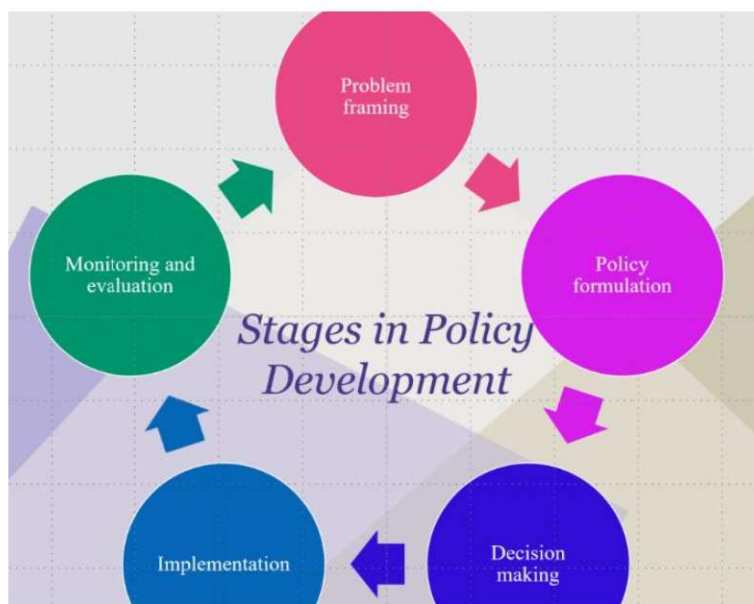 Problem
framing
Policy
formulation
Monitoring and
evaluation
Stages in Policy
Development
Implementation
Decision
making